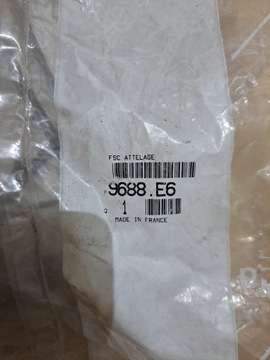 FSC ATTELAGE
9688.E6
Q 1
MADE IN FRANCE